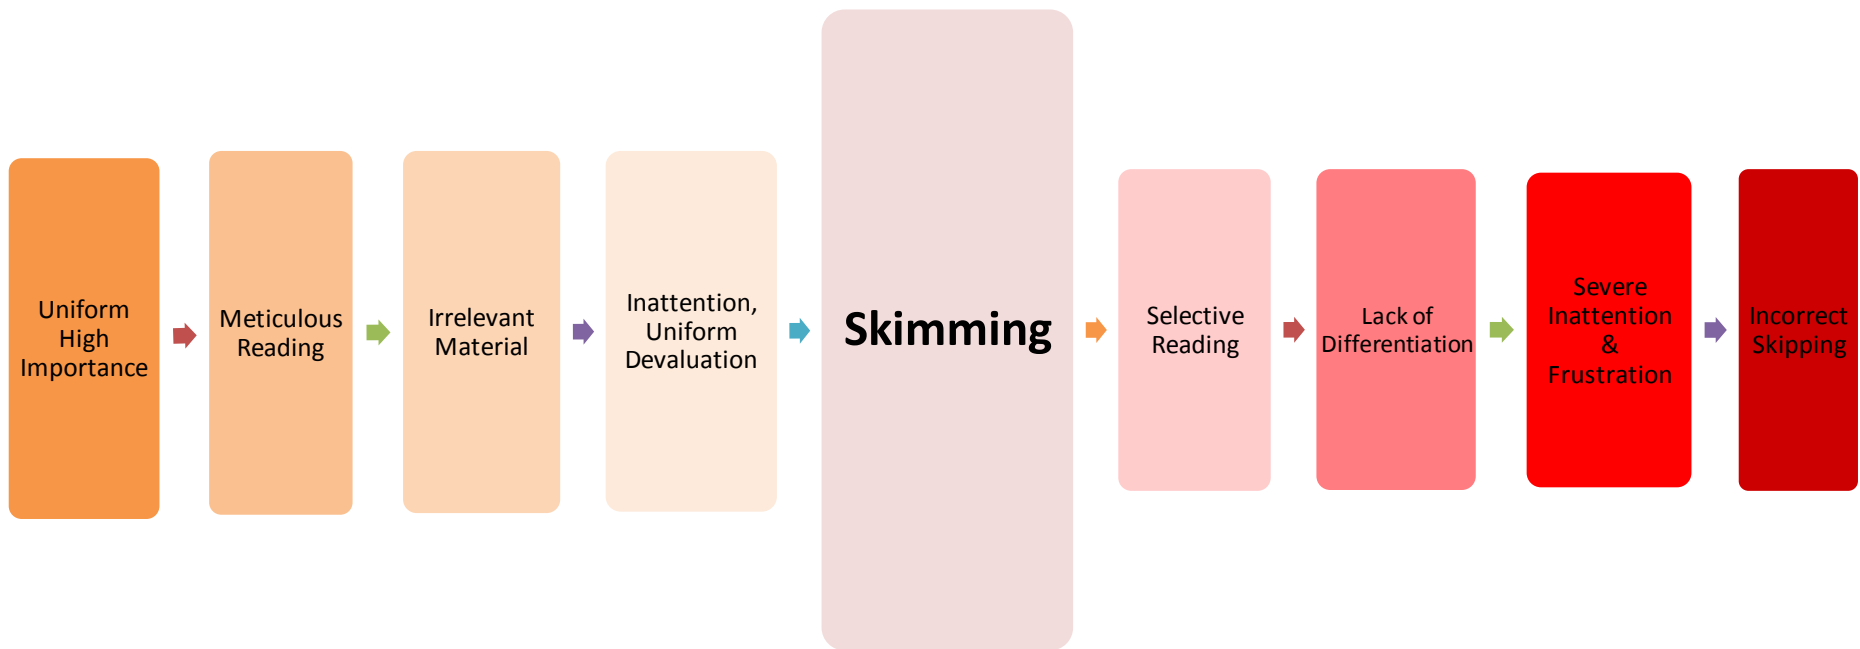 Uniform
High
Importance
Meticulous
Reading
Irrelevant
Material
Inattention,
Uniform
Devaluation
Skimming
Selective
Reading
Lack of
Differentiation
Severe
Inattention
&
Frustration
Incorrect
Skipping